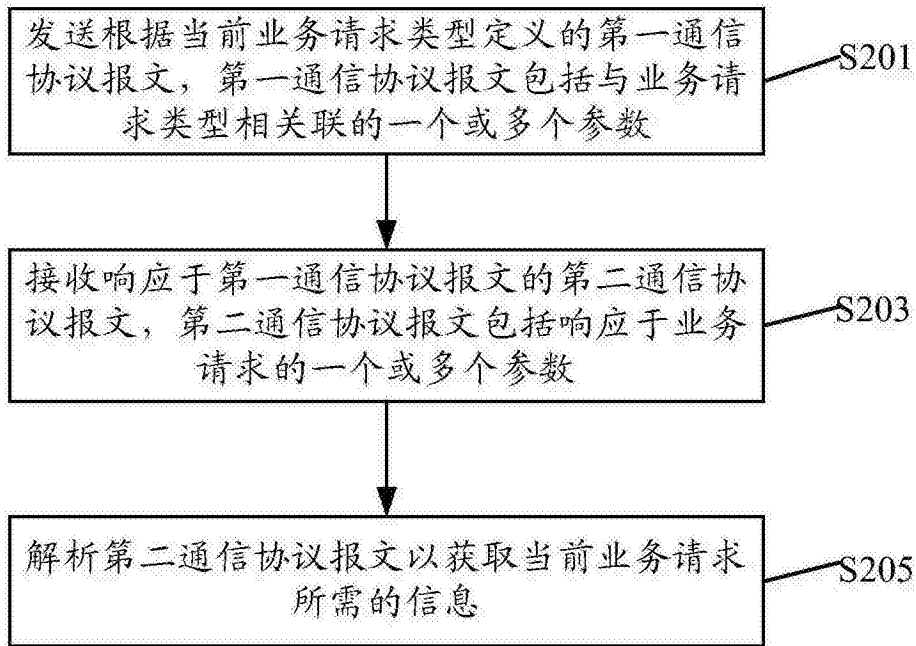 发送根据当前业务请求类型定义的第一通信
协议报文，第一通信协议报文包括与业务请
求类型相关联的一个或多个参数
S201
接收响应于第一通信协议报文的第二通信协
议报文，第二通信协议报文包括响应于业务
请求的一个或多个参数
S203
解析第二通信协议报文以获取当前业务请求
所需的信息
S205